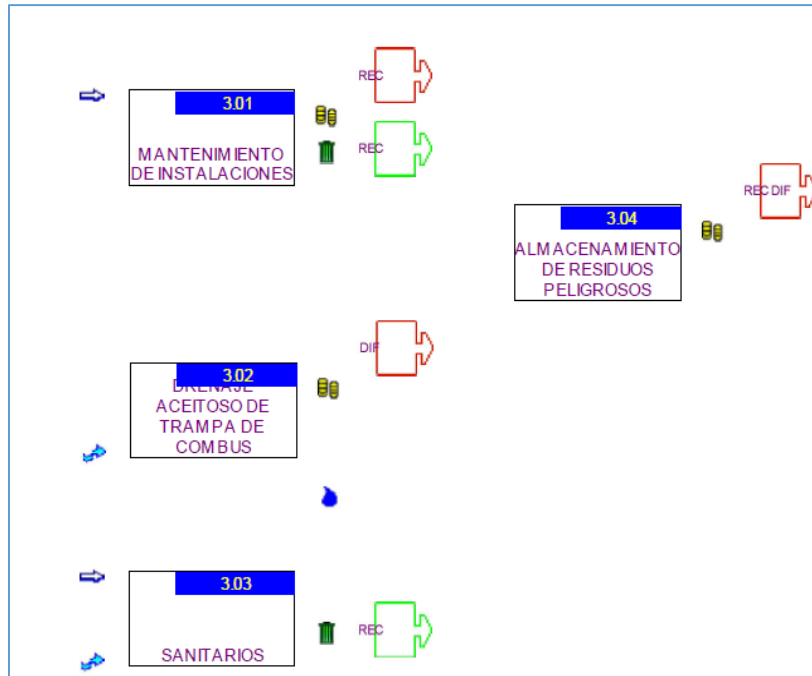 REC
3.01
MANTENIMIENTO
DE INSTALACIONES
REC
REC DIF
3.04
ALMACENAMIENTO
DE RESIDUOS
PELIGROSOS
DIF
3.02
DRENAJE
ACEITOSO DE
TRAMPA DE
COMBUS
3.03
SANITARIOS
REC